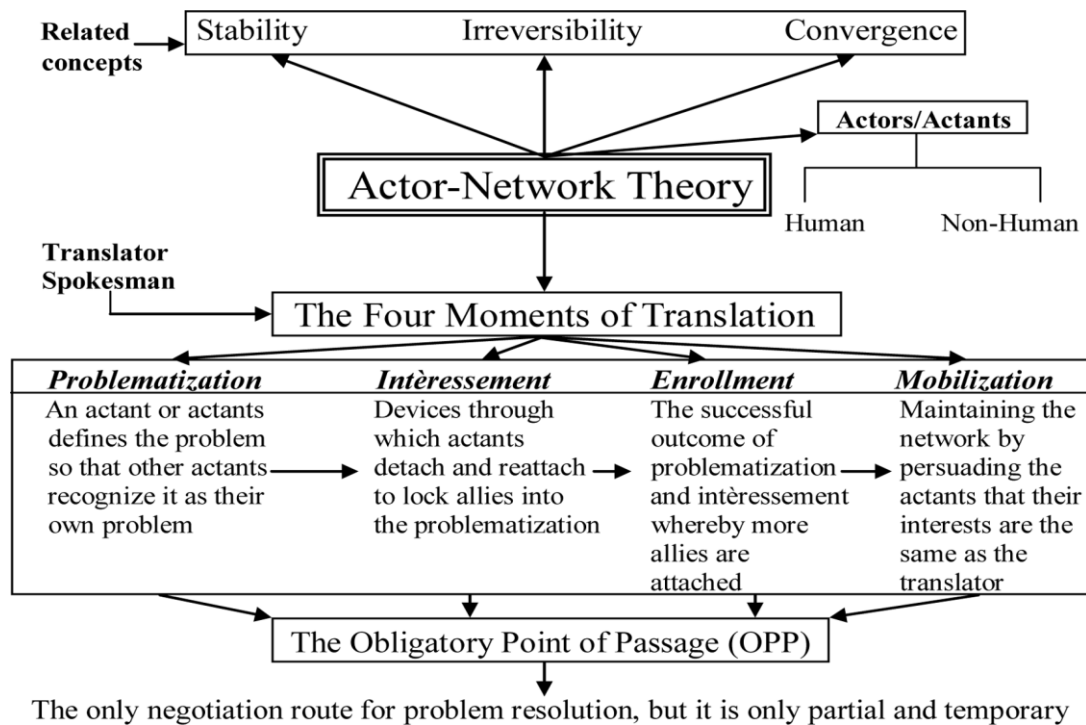 Related
concepts
Stability Irreversibility Convergence
Actors/Actants
Actor-Network Theory
Human Non-Human
Translator
Spokesman
The Four Moments of Translation
Problematization
An actant or actants
defines the problem
so that other actants
recognize it as their
own problem
Intèressement
Devices through
which actants
detach and reattach
to lock allies into
the problematization
Enrollment
The successful
outcome of
problematization
and intèressement
whereby more
allies are
attached
Mobilization
Maintaining the
network by
persuading the
actants that their
interests are the
same as the
translator
The Obligatory Point of Passage (OPP)
The only negotiation route for problem resolution, but it is only partial and temporary